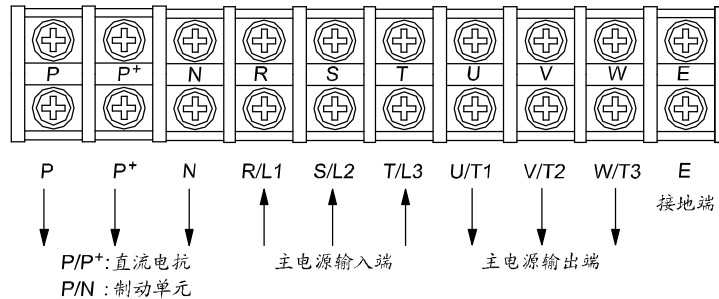 P P+ N R S T U V W E
P P+ N R/L1 S/L2 T/L3 U/T1 V/T2 W/T3 E
接地端
P/P+:直流电抗 主电源输入端 主电源输出端
P/N :制动单元